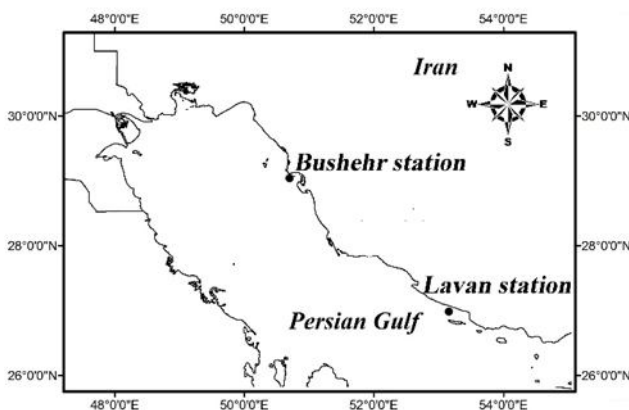 48°0'0"E 50°0'0"E 52°0'0"E 54°0'0"E
Iran
N
W E
S
30°0'0"N 30°0'0"N
Bushehr station
28°0'0"N 28°0'0"N
Lavan station
Persian Gulf
26°0'0"N 26°0'0"N
48°0'0"E 50°0'0"E 52°0'0"E 54°0'0"E